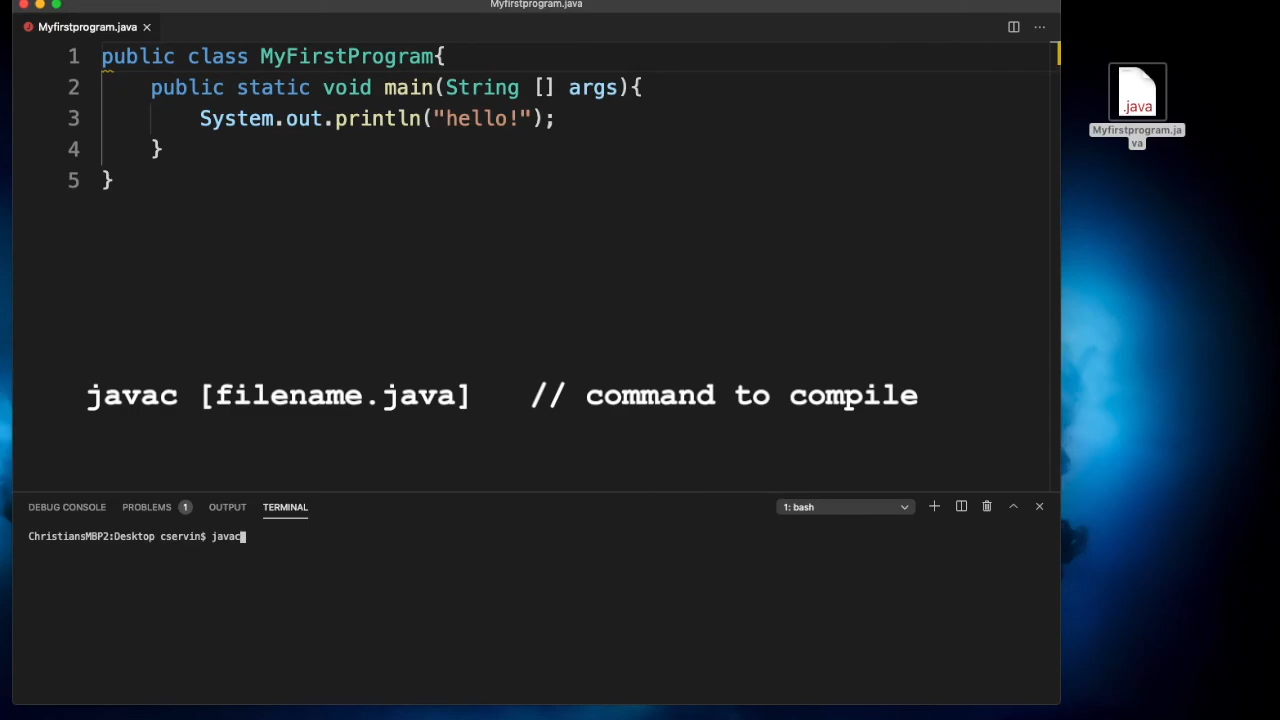 Myfirstprogram.java
Myfirstprogram.java
1 public class MyFirstProgram{
2 public static void main(String [] args){
3 System.out.println("hello!");
4 }
5 }
.java
Myfirstprogram.ja
va
javac [filename.java] // command to compile
DEBUG CONSOLE PROBLEMS 1 OUTPUT TERMINAL 1: bash
ChristiansMBP2:Desktop cservin$ javac